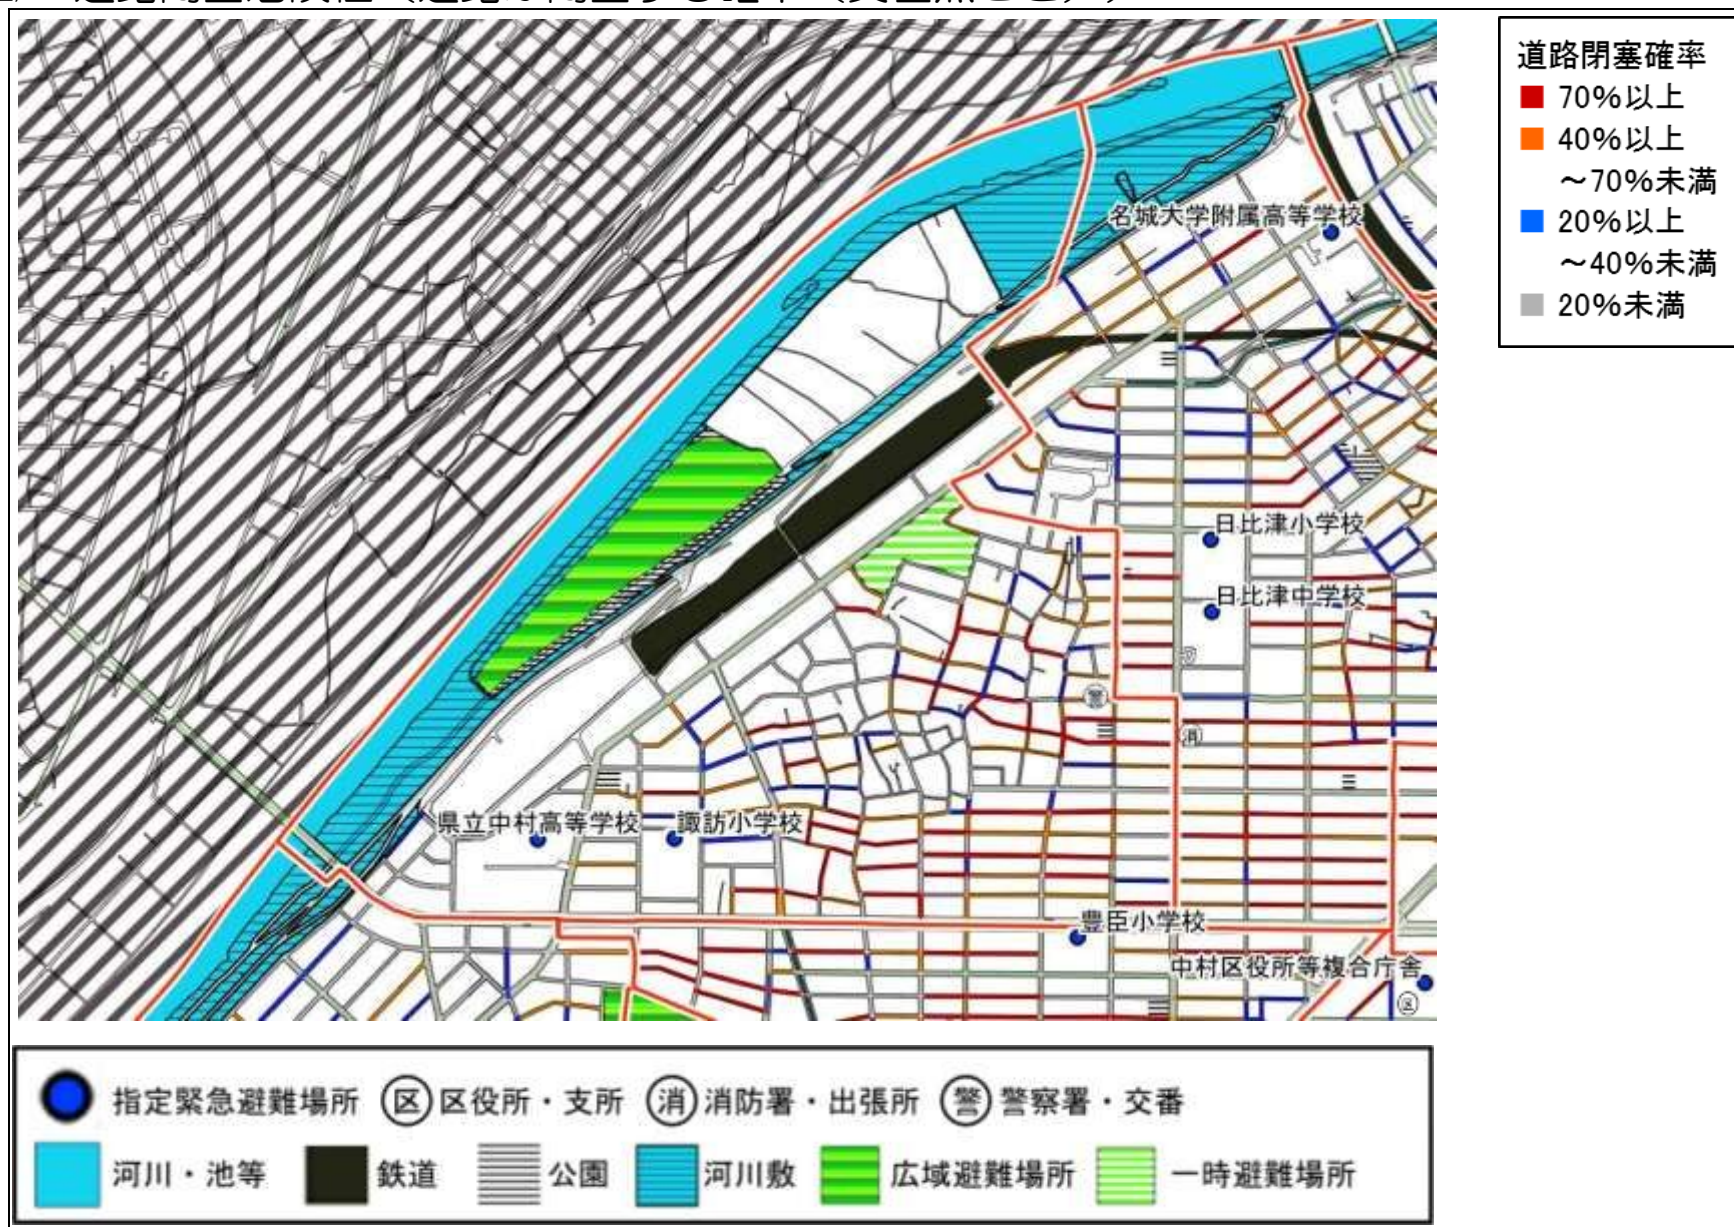 道路閉塞確率
70%以上
40%以上
～70%未満
20%以上
～40%未満
20%未満
名城大学附属高等学校
日比津小学校
日比津中学校
警
消
県立中村高等学校
諏訪小学校
豊臣小学校
中村区役所等複合庁舎
区
指定緊急避難場所
区 区役所・支所
消 消防署・出張所
警 警察署・交番
河川・池等
鉄道
公園
河川敷
広域避難場所
一時避難場所